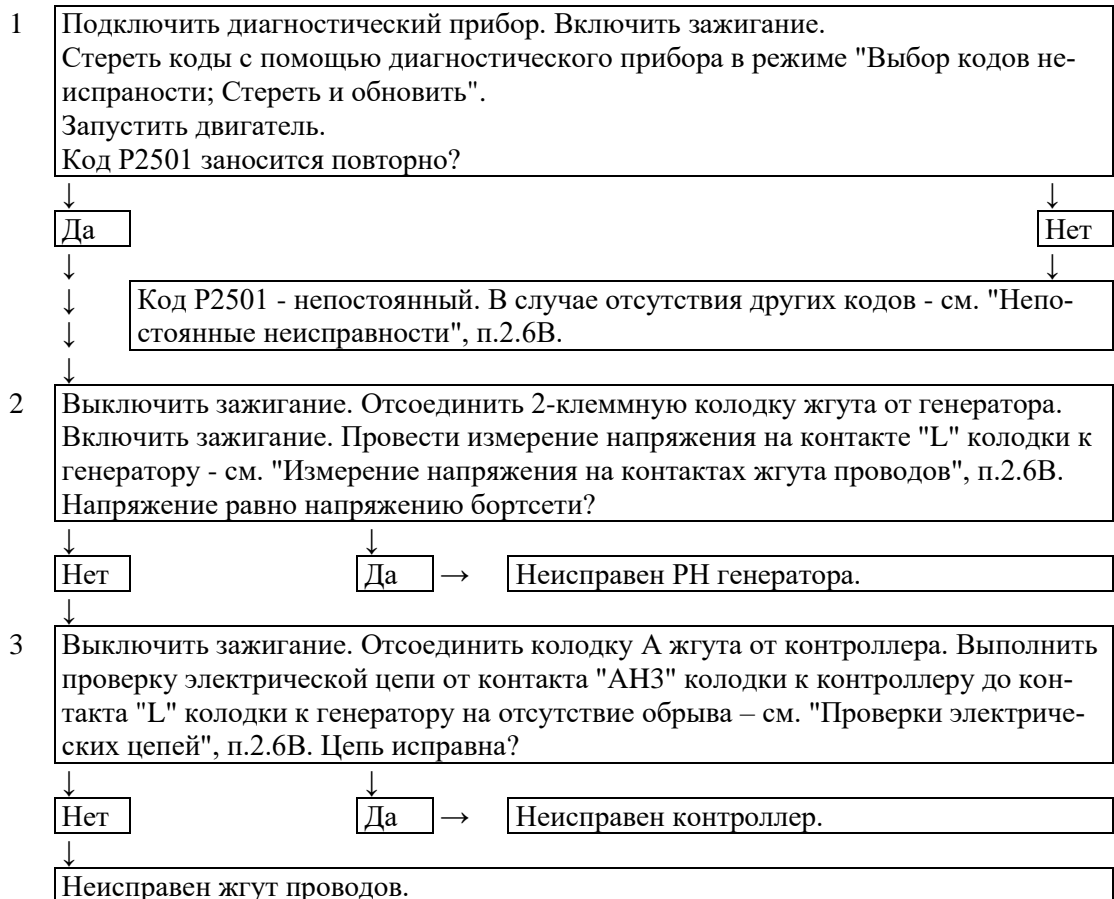 1 Подключить диагностический прибор. Включить зажигание.
Стереть коды с помощью диагностического прибора в режиме "Выбор кодов не-
испраности; Стереть и обновить".
Запустить двигатель.
Код Р2501 заносится повторно?
↓ ↓
Да Нет
↓ ↓
↓ Код Р2501 - непостоянный. В случае отсутствия других кодов - см. "Непо-
↓ стоянные неисправности", п.2.6В.
↓
2 Выключить зажигание. Отсоединить 2-клеммную колодку жгута от генератора.
Включить зажигание. Провести измерение напряжения на контакте "L" колодки к
генератору - см. "Измерение напряжения на контактах жгута проводов", п.2.6В.
Напряжение равно напряжению бортсети?
↓ ↓
Нет Да → Неисправен РН генератора.
↓
3 Выключить зажигание. Отсоединить колодку А жгута от контроллера. Выполнить
проверку электрической цепи от контакта "АН3" колодки к контроллеру до кон-
такта "L" колодки к генератору на отсутствие обрыва – см. "Проверки электриче-
ских цепей", п.2.6В. Цепь исправна?
↓ ↓
Нет Да → Неисправен контроллер.
↓
Неисправен жгут проводов.